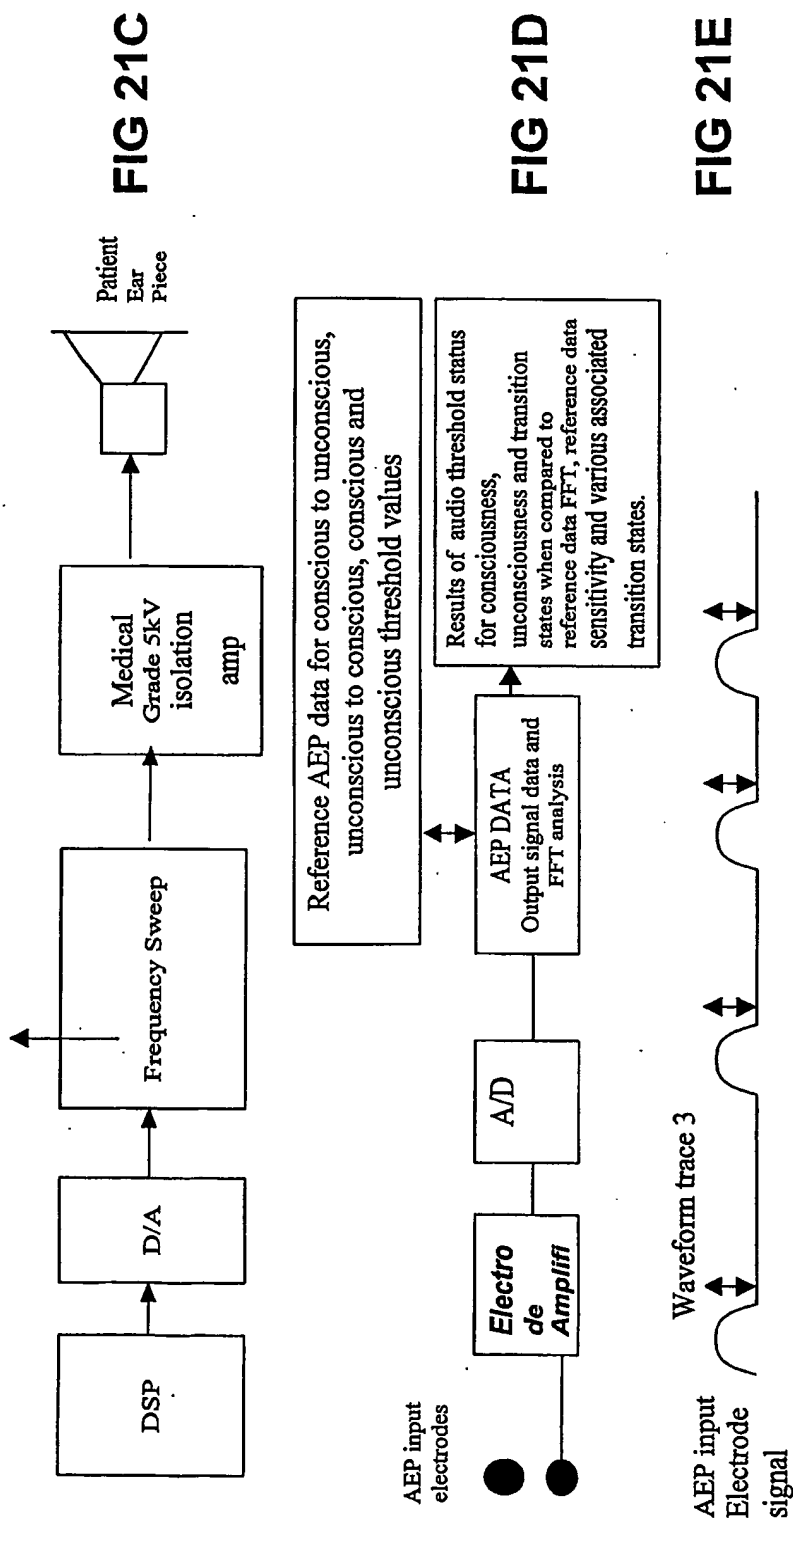 DSP
D/A
Frequency Sweep
Medical
Grade 5kV
isolation
amp
Patient
Ear
Piece
FIG 21C
Reference AEP data for conscious to unconscious,
unconscious to conscious, conscious and
unconscious threshold values
AEP input
electrodes
Electro
de
Amplifi
A/D
AEP DATA
Output signal data and
FFT analysis
Results of audio threshold status
for consciousness,
unconsciousness and transition
states when compared to
reference data FFT, reference data
sensitivity and various associated
transition states.
FIG 21D
AEP input
Electrode
signal
Waveform trace 3
FIG 21E